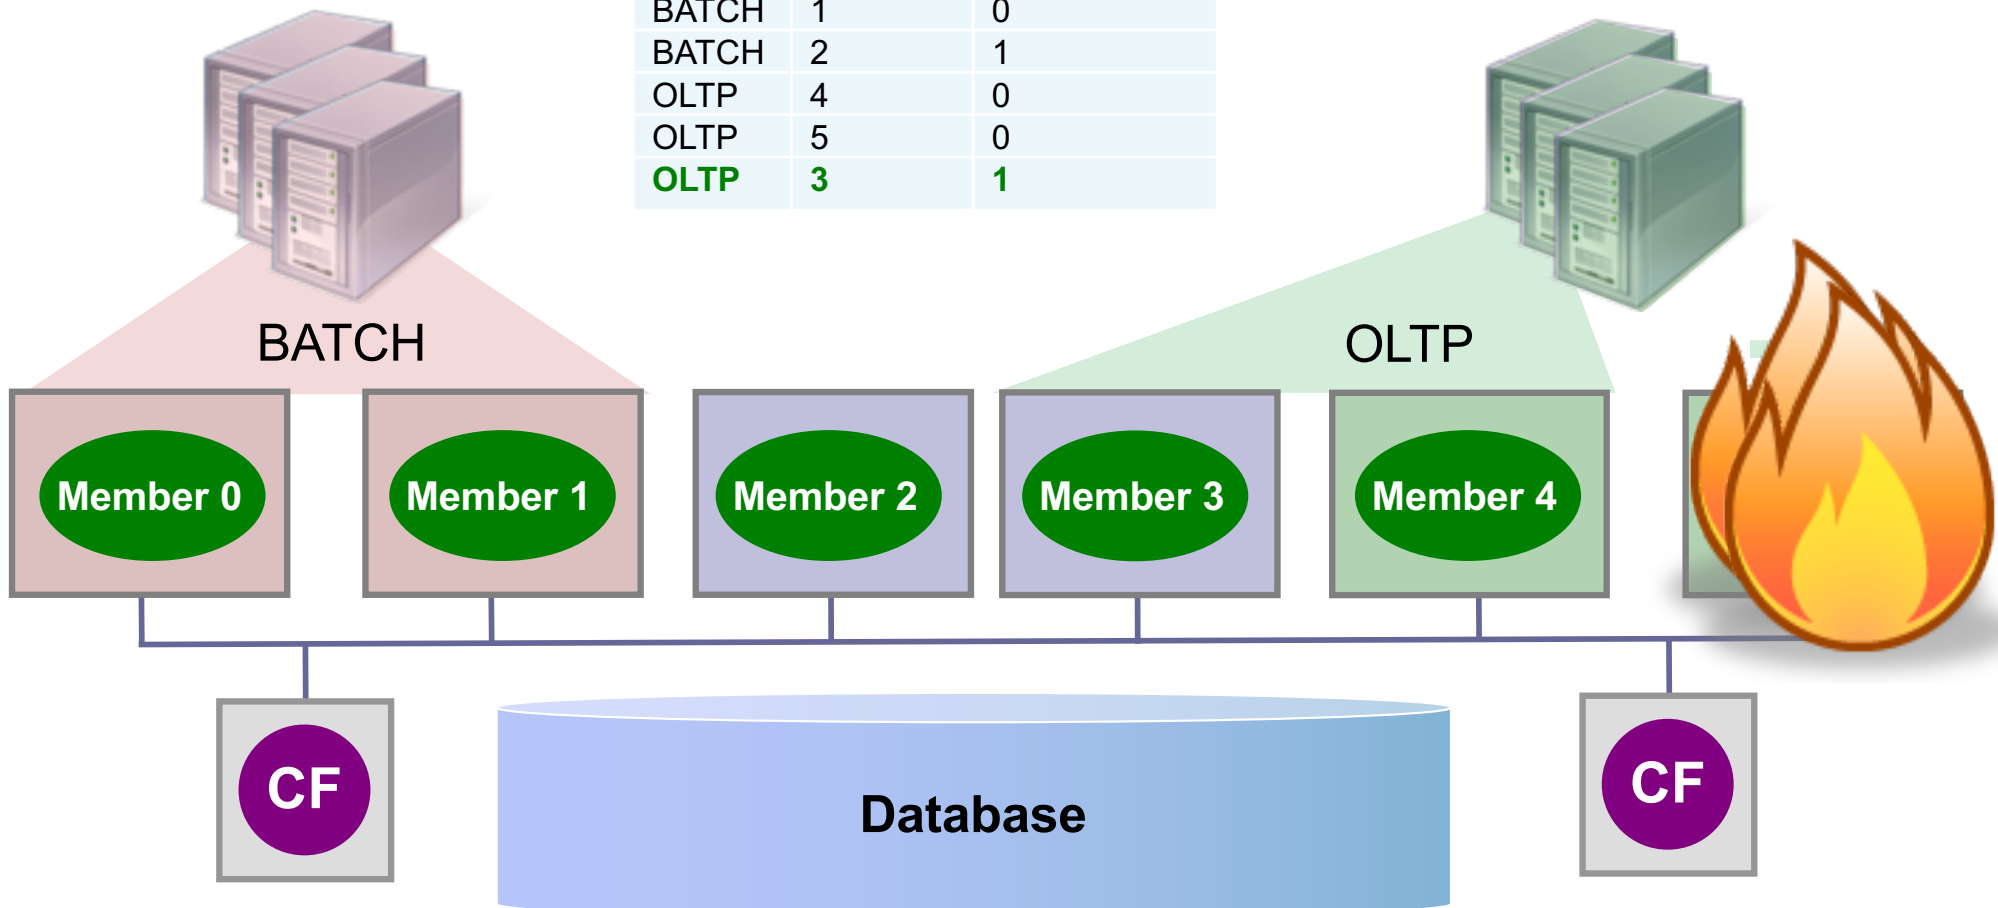 BATCH 1 0
BATCH 2 1
OLTP 4 0
OLTP 5 0
OLTP 3 1
BATCH
OLTP
Member 0
Member 1
Member 2
Member 3
Member 4
CF
Database
CF